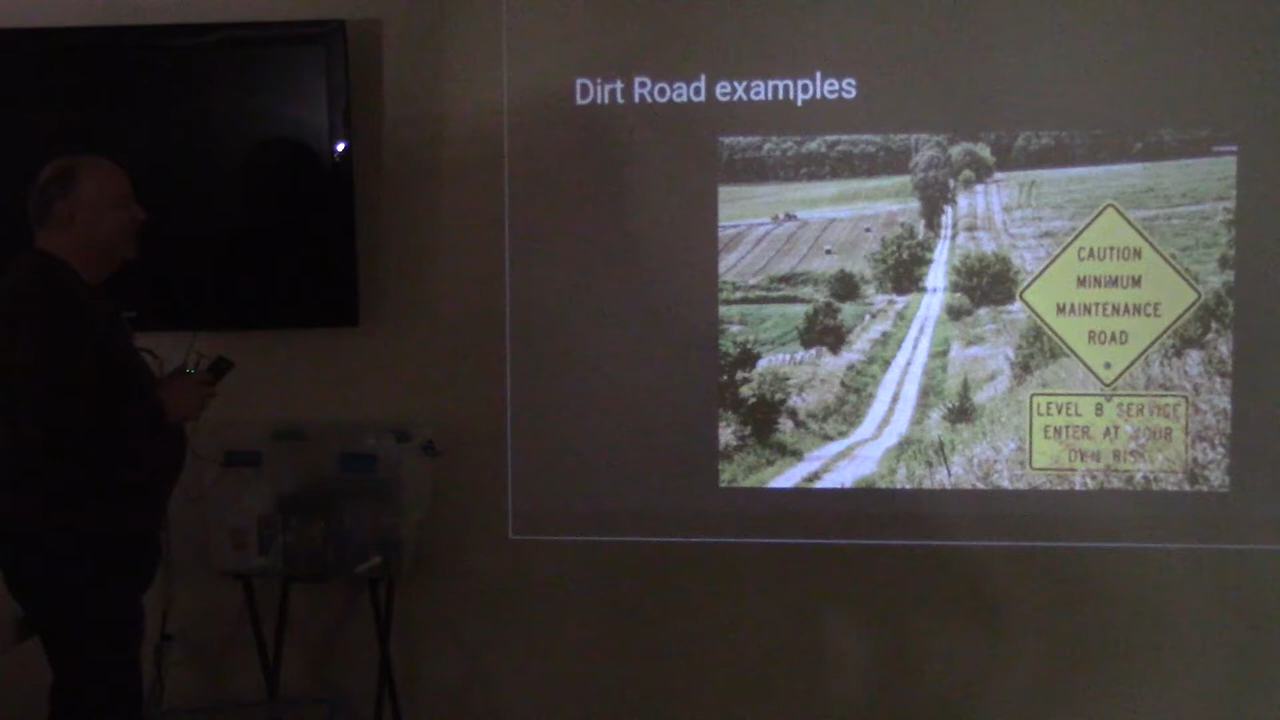 Dirt Road examples
CAUTION
MINIMUM
MAINTENANCE
ROAD
LEVEL B SERVICE
ENTER AT YOUR
OWN RISK